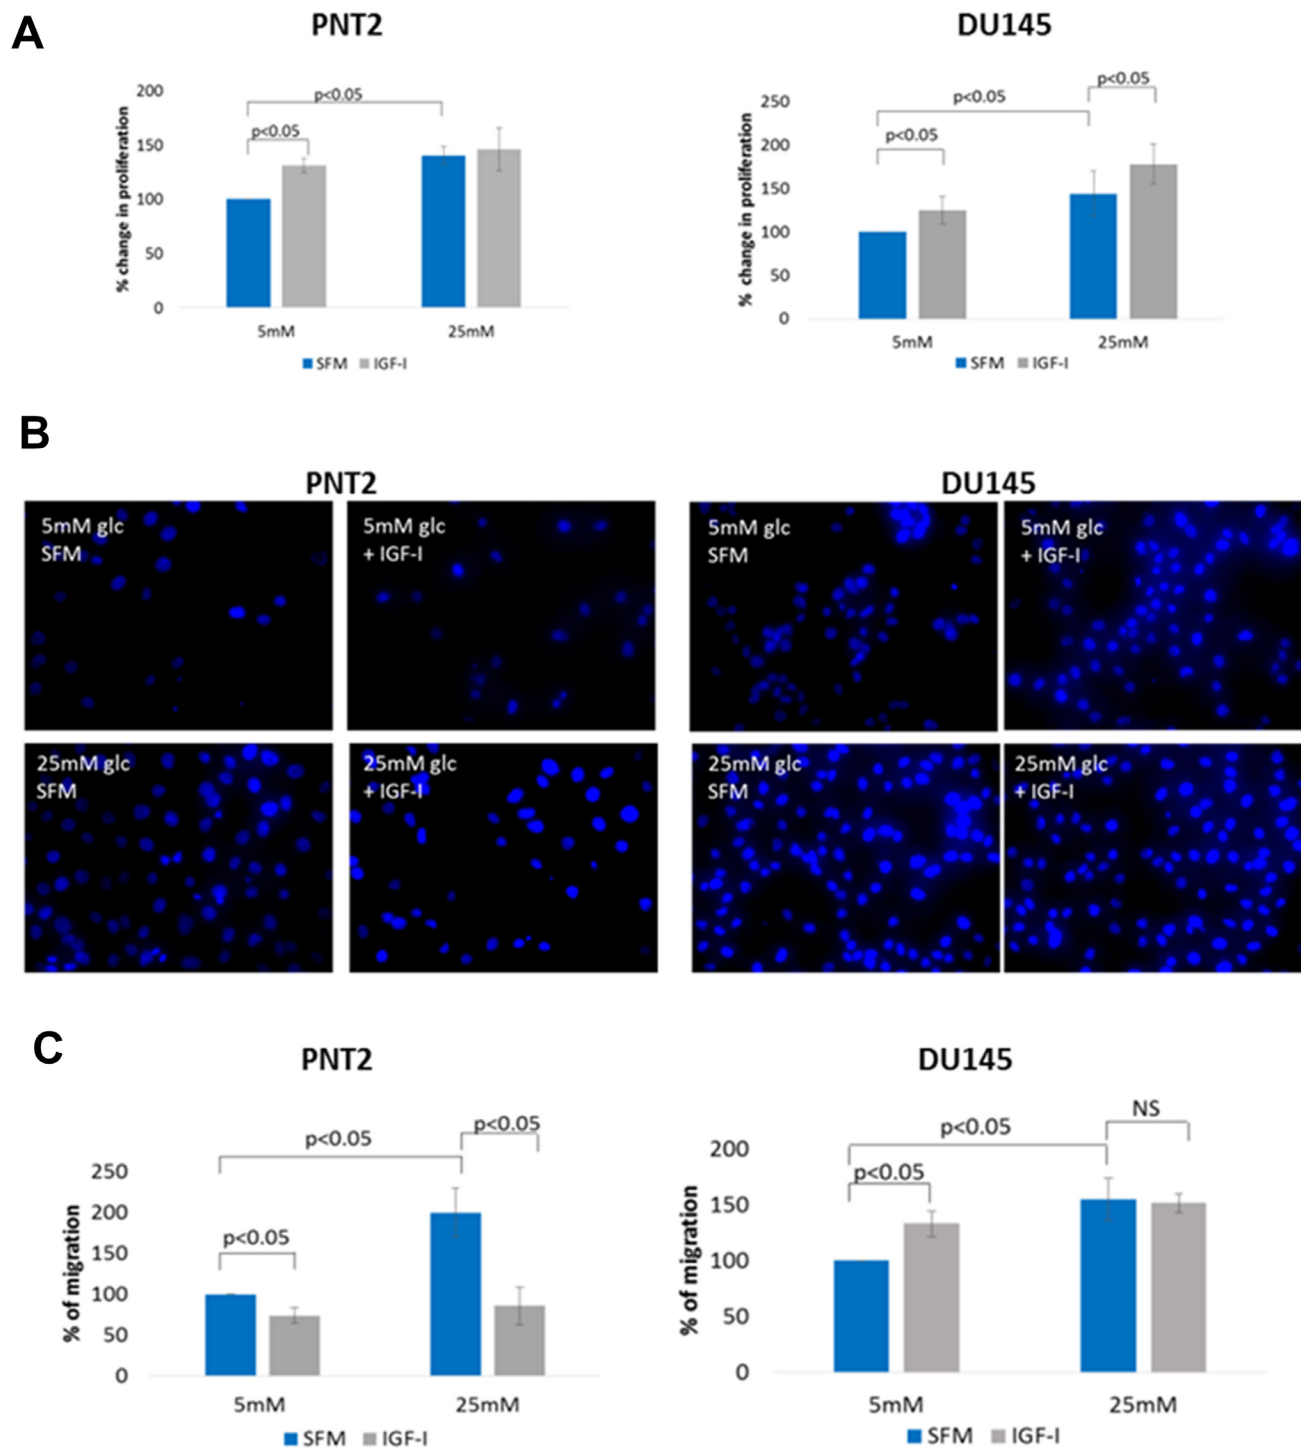 A
PNT2
DU145
% change in proliferation
200
150
100
50
0
p<0.05
p<0.05
5mM
25mM
SFM
IGF-I
% change in proliferation
250
200
150
100
50
0
p<0.05
p<0.05
p<0.05
5mM
25mM
SFM
IGF-I
B
PNT2
DU145
5mM glc
SFM
5mM glc
+ IGF-I
5mM glc
SFM
5mM glc
+ IGF-I
25mM glc
SFM
25mM glc
+ IGF-I
25mM glc
SFM
25mM glc
+ IGF-I
C
PNT2
DU145
% of migration
250
200
150
100
50
0
p<0.05
p<0.05
p<0.05
5mM
25mM
SFM
IGF-I
% of migration
200
150
100
50
0
NS
p<0.05
p<0.05
5mM
25mM
SFM
IGF-I